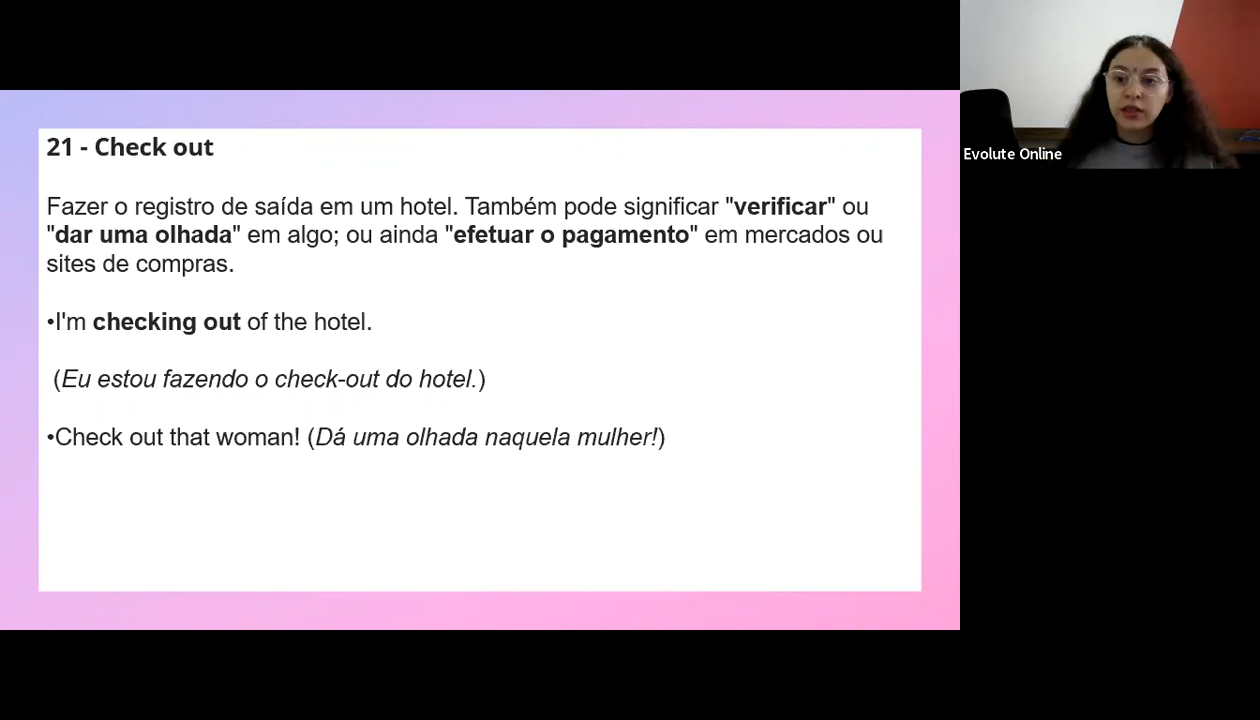 21 - Check out
Fazer o registro de saída em um hotel. Também pode significar "verificar" ou
"dar uma olhada" em algo; ou ainda "efetuar o pagamento" em mercados ou
sites de compras.
•I'm checking out of the hotel.
(Eu estou fazendo o check-out do hotel.)
•Check out that woman! (Dá uma olhada naquela mulher!)
Evolute Online